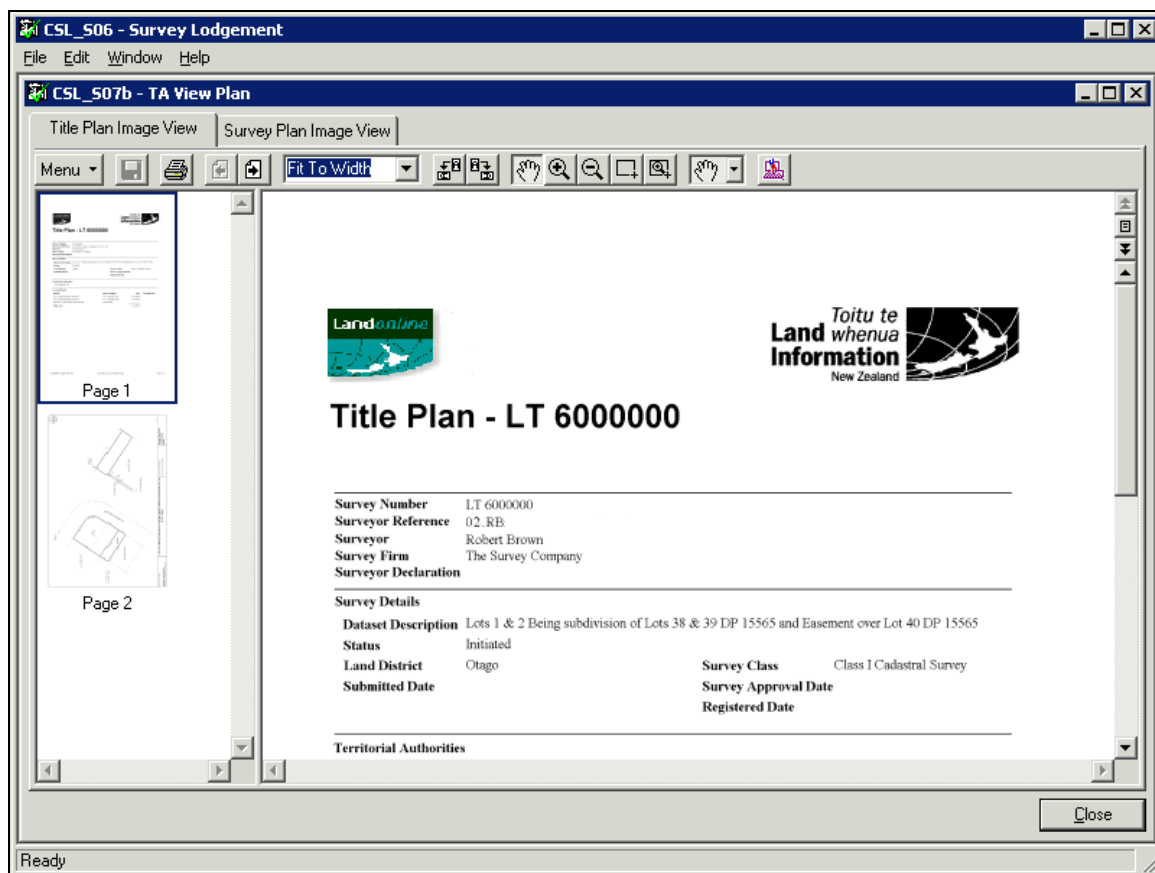 CSL_S06 - Survey Lodgement
File Edit Window Help
CSL_S07b - TA View Plan
Title Plan Image View Survey Plan Image View
Menu Fit To Width
Title Plan - LT 6000000
Page 1
Page 2
Landonline
Toitu te
Land whenua
Information
New Zealand
Title Plan - LT 6000000
Survey Number LT 6000000
Surveyor Reference 02.RB
Surveyor Robert Brown
Survey Firm The Survey Company
Surveyor Declaration
Survey Details
Dataset Description Lots 1 & 2 Being subdivision of Lots 38 & 39 DP 15565 and Easement over Lot 40 DP 15565
Status Initiated
Land District Otago Survey Class Class I Cadastral Survey
Submitted Date Survey Approval Date
Registered Date
Territorial Authorities
Close
Ready